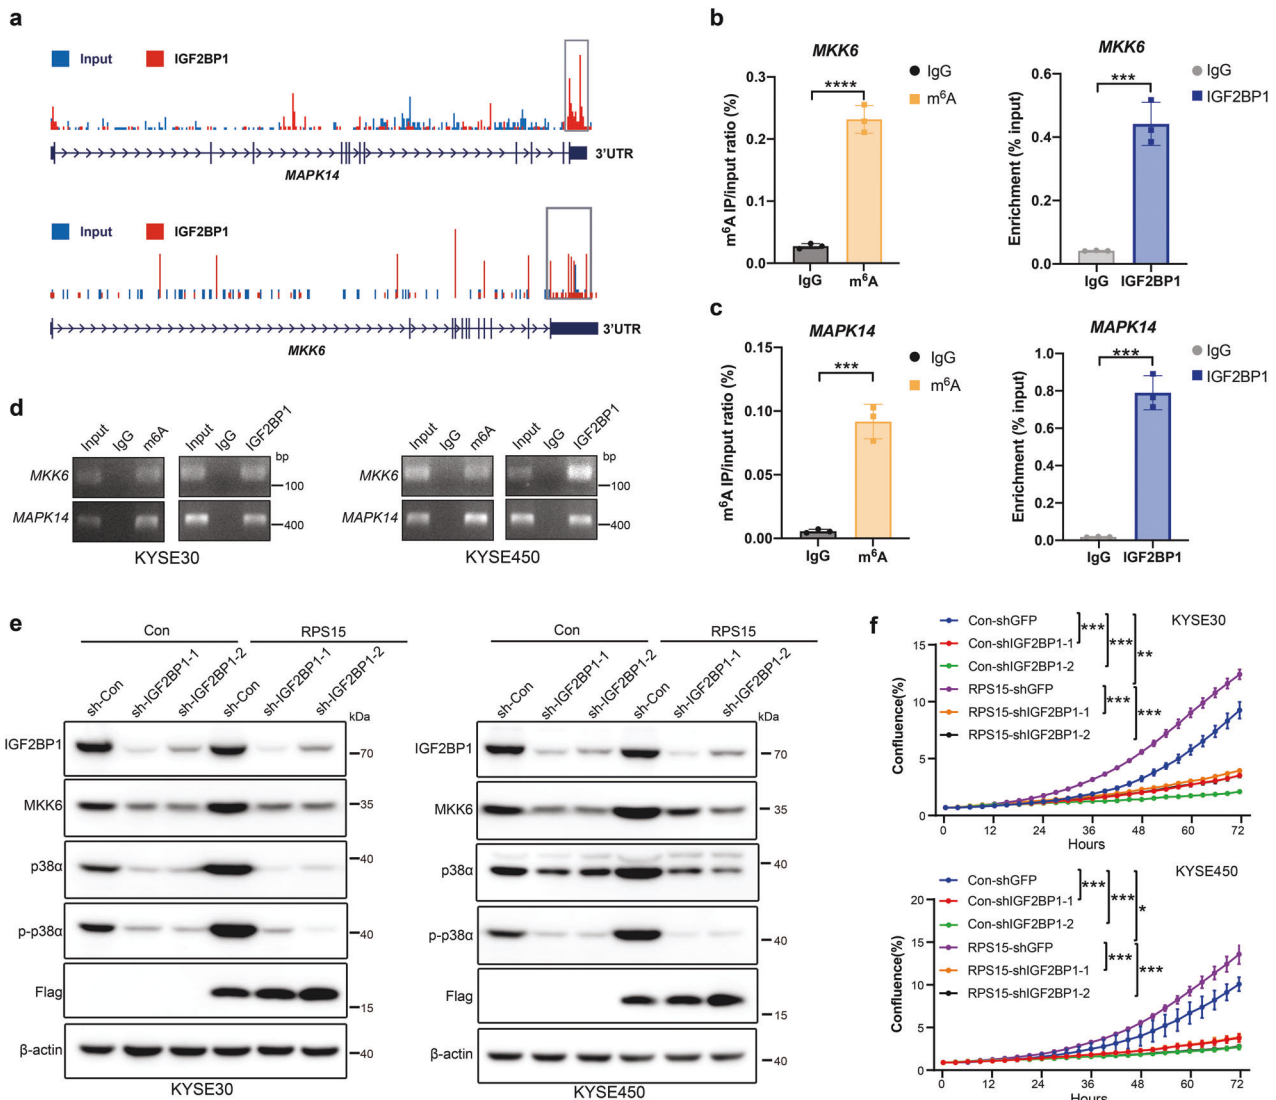 a
Input IGF2BP1
3'UTR
MAPK14
Input IGF2BP1
3'UTR
MKK6
b
MKK6
m⁶A IP/input ratio (%)
0.3
0.2
0.1
0.0
****
IgG
m⁶A
IgG m⁶A
MKK6
Enrichment (% input)
0.6
0.4
0.2
0.0
***
IgG
IGF2BP1
IgG IGF2BP1
c
MAPK14
m⁶A IP/input ratio (%)
0.15
0.10
0.05
0.00
***
IgG
m⁶A
IgG m⁶A
MAPK14
Enrichment (% input)
1.0
0.8
0.6
0.4
0.2
0.0
***
IgG
IGF2BP1
IgG IGF2BP1
d
Input IgG m6A Input IgG IGF2BP1
bp
MKK6
100
MAPK14
400
KYSE30
Input IgG m6A Input IgG IGF2BP1
bp
MKK6
100
MAPK14
400
KYSE450
e
Con RPS15
sh-Con sh-IGF2BP1-1 sh-IGF2BP1-2 sh-Con sh-IGF2BP1-1 sh-IGF2BP1-2
kDa
IGF2BP1 70
MKK6 35
p38α 40
p-p38α 40
Flag 15
β-actin 40
KYSE30
Con RPS15
sh-Con sh-IGF2BP1-1 sh-IGF2BP1-2 sh-Con sh-IGF2BP1-1 sh-IGF2BP1-2
kDa
IGF2BP1 70
MKK6 35
p38α 40
p-p38α 40
Flag 15
β-actin 40
KYSE450
f
KYSE30
Con-shGFP
Con-shIGF2BP1-1
Con-shIGF2BP1-2
RPS15-shGFP
RPS15-shIGF2BP1-1
RPS15-shIGF2BP1-2
*** *** **
*** ***
Confluence(%)
15
10
5
0
0 12 24 36 48 60 72
Hours
KYSE450
Con-shGFP
Con-shIGF2BP1-1
Con-shIGF2BP1-2
RPS15-shGFP
RPS15-shIGF2BP1-1
RPS15-shIGF2BP1-2
*** *** *
*** ***
Confluence(%)
20
15
10
5
0
0 12 24 36 48 60 72
Hours